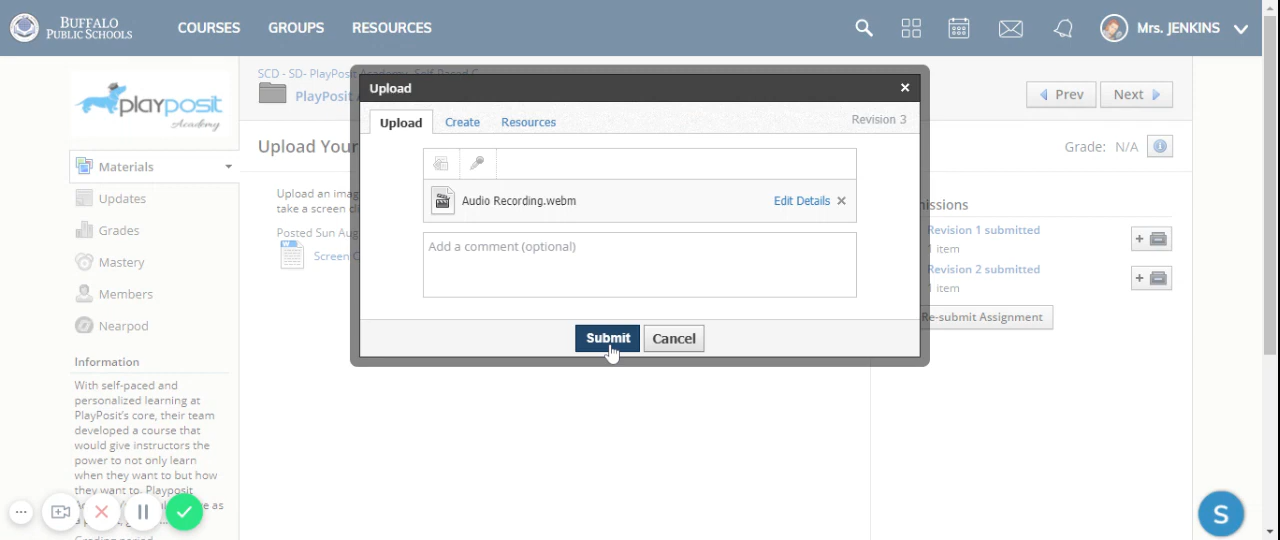 BUFFALO
PUBLIC SCHOOLS
COURSES
GROUPS
RESOURCES
Mrs. JENKINS
playposit
Academy
SCD - SD- PlayPosit Academy- Self-Paced C
PlayPosit
Prev
Next
Upload
×
Upload
Create
Resources
Revision 3
Audio Recording.webm
Edit Details
Add a comment (optional)
Submit
Cancel
Upload Your
Grade: N/A
Upload an imag
take a screen cli
Posted Sun Aug
Screen C
issions
Revision 1 submitted
1 item
Revision 2 submitted
1 item
Re-submit Assignment
Materials
Updates
Grades
Mastery
Members
Nearpod
Information
With self-paced and
personalized learning at
PlayPosit's core, their team
developed a course that
would give instructors the
power to not only learn
when they want to but how
they want to. Playposit
as
Grading period
S